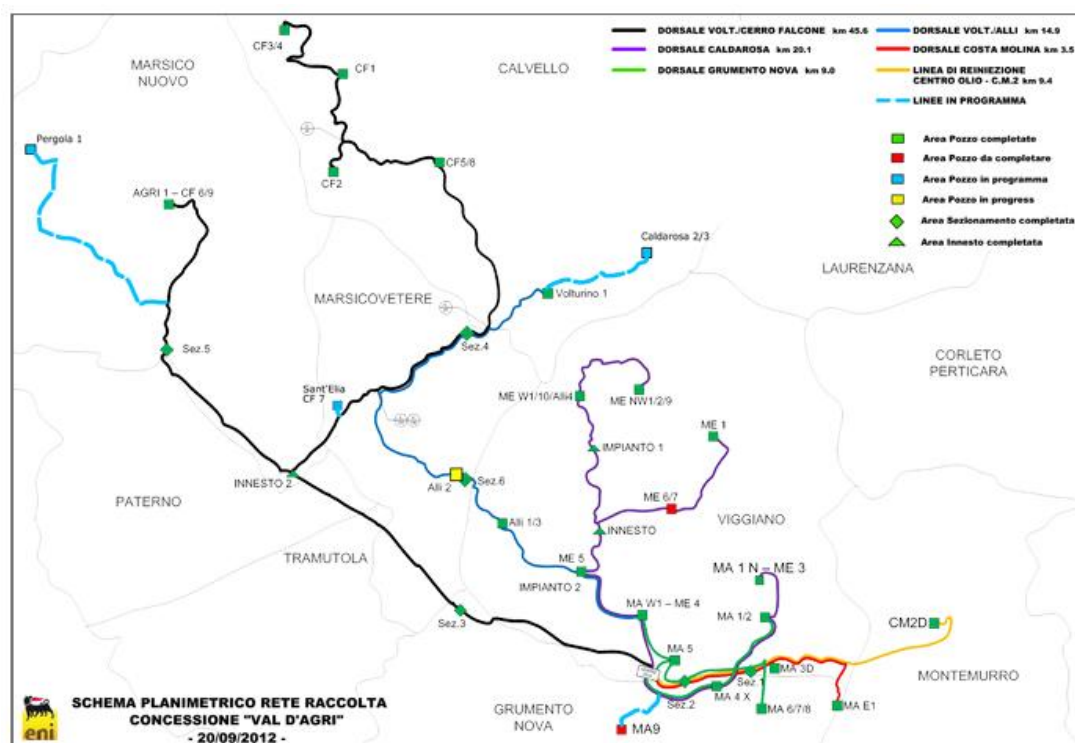 DORSALE VOLT./CERRO FALCONE km 45.6
DORSALE CALDAROSA km 20.1
DORSALE GRUMENTO NOVA km 9.0
DORSALE VOLT./ALLI km 14.9
DORSALE COSTA MOLINA km 3.5
LINEA DI REINIEZIONE
CENTRO OLIO - C.M.2 km 9.4
LINEE IN PROGRAMMA
Area Pozzo completate
Area Pozzo da completare
Area Pozzo in programma
Area Pozzo in progress
Area Sezionamento completata
Area Innesto completata
CF3/4
MARSICO
NUOVO
CF1
CALVELLO
Pergola 1
CF5/8
CF2
AGRI 1 – CF 6/9
Caldarosa 2/3
LAURENZANA
MARSICOVETERE
Volturino 1
Sez.4
Sez.5
CORLETO
PERTICARA
Sant'Elia
CF 7
ME W1/10/Alli4
ME NW1/2/9
ME 1
IMPIANTO 1
INNESTO 2
Alli 2
Sez.6
ME 6/7
PATERNO
Alli 1/3
INNESTO
VIGGIANO
TRAMUTOLA
ME 5
IMPIANTO 2
MA 1 N – ME 3
Sez.3
MA W1 – ME 4
MA 1/2
CM2D
MA 5
Sez.1
MA 3D
MONTEMURRO
Sez.2
MA 4 X
MA 6/7/8
MA E1
GRUMENTO
NOVA
MA9
SCHEMA PLANIMETRICO RETE RACCOLTA
CONCESSIONE "VAL D'AGRI"
- 20/09/2012 -
eni